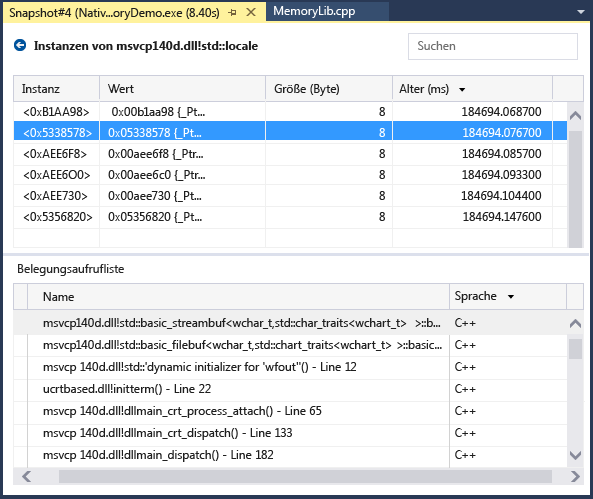 Snapshot#4 (Nativ...oryDemo.exe (8.40s) MemoryLib.cpp
Instanzen von msvcp140d.dll!std::locale Suchen
Instanz Wert Größe (Byte) Alter (ms)
<0xB1AA98> 0x00b1aa98 {_Pt... 8 184694.068700
<0x5338578> 0x05338578 {_Pt... 8 184694.076700
<0xAEE6F8> 0x00aee6f8 {_Ptr... 8 184694.085700
<0xAEE6O0> 0x00aee6c0 {_Ptr... 8 184694.093300
<0xAEE730> 0x00aee730 {_Ptr... 8 184694.104400
<0x5356820> 0x05356820 {_Pt... 8 184694.147600
Belegungsaufrufliste
Name Sprache
msvcp140d.dll!std::basic_streambuf<wchar_t,std::char_traits<wchart_t> >::b... C++
msvcp140d.dll!std::basic_filebuf<wchar_t,std::chart_traits<wchart_t> >::basic... C++
msvcp 140d.dll!std::'dynamic initializer for 'wfout''() - Line 12 C++
ucrtbased.dll!initterm() - Line 22 C++
msvcp 140d.dll!dllmain_crt_process_attach() - Line 65 C++
msvcp 140d.dll!dllmain_crt_dispatch() - Line 133 C++
msvcp 140d.dll!dllmain_dispatch() - Line 182 C++